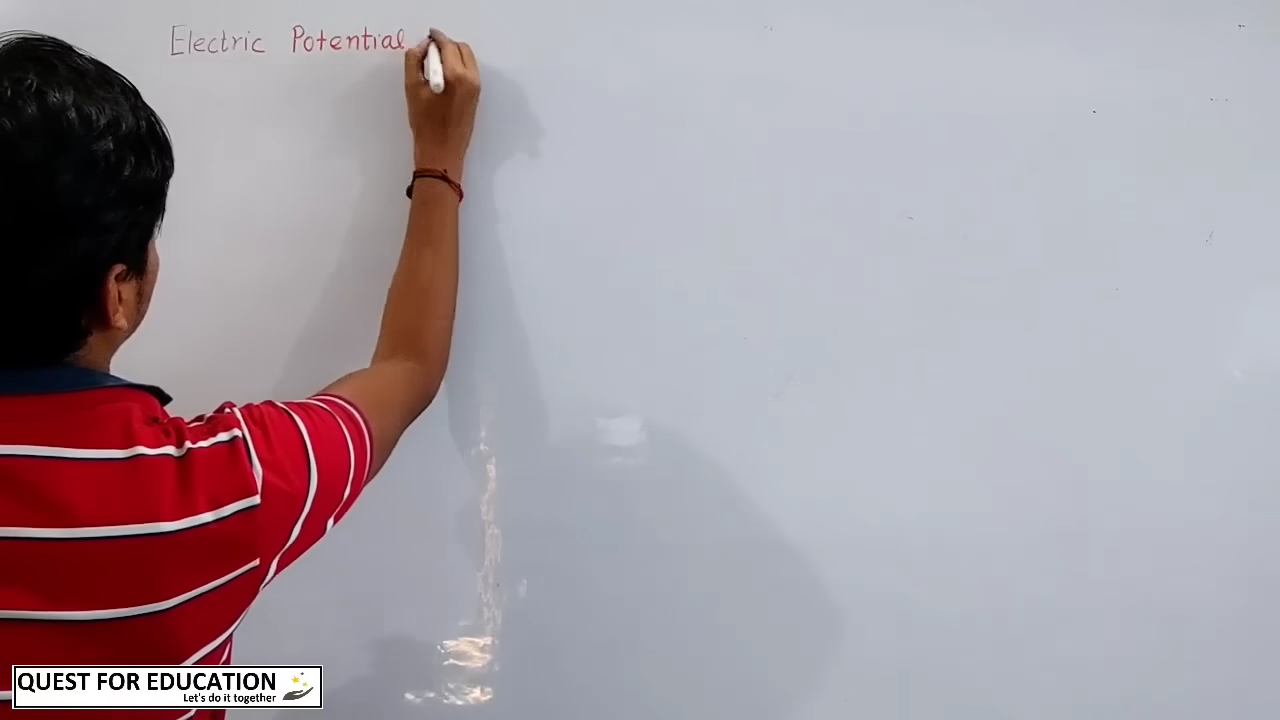 Electric Potential
QUEST FOR EDUCATION
Let's do it together